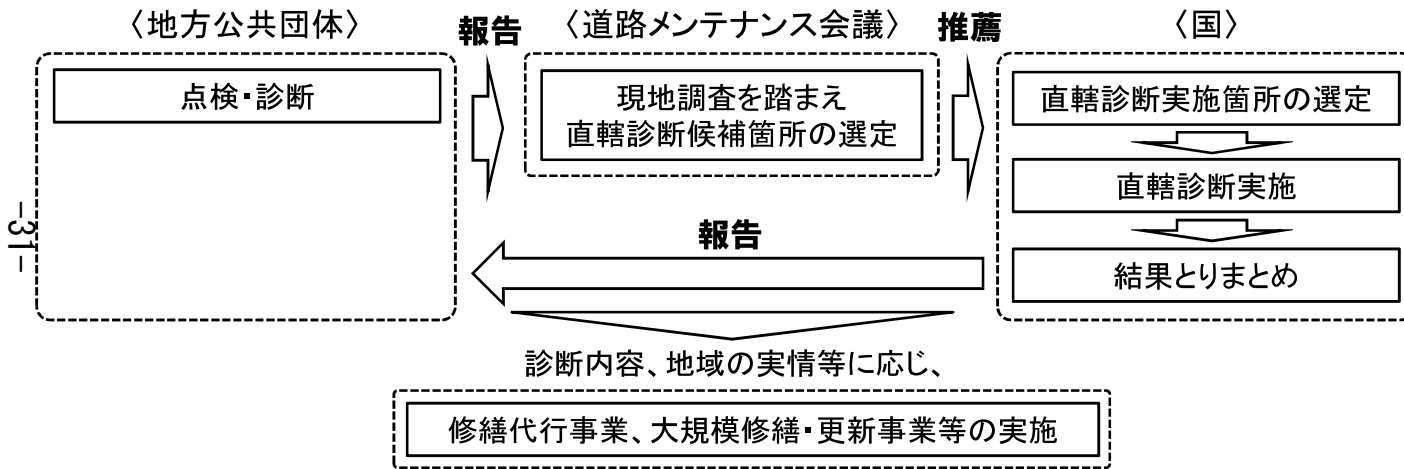 〈地方公共団体〉
点検・診断
報告
〈道路メンテナンス会議〉
現地調査を踏まえ
直轄診断候補箇所の選定
推薦
〈国〉
直轄診断実施箇所の選定
直轄診断実施
結果とりまとめ
報告
診断内容、地域の実情等に応じ、
修繕代行事業、大規模修繕・更新事業等の実施
-31-